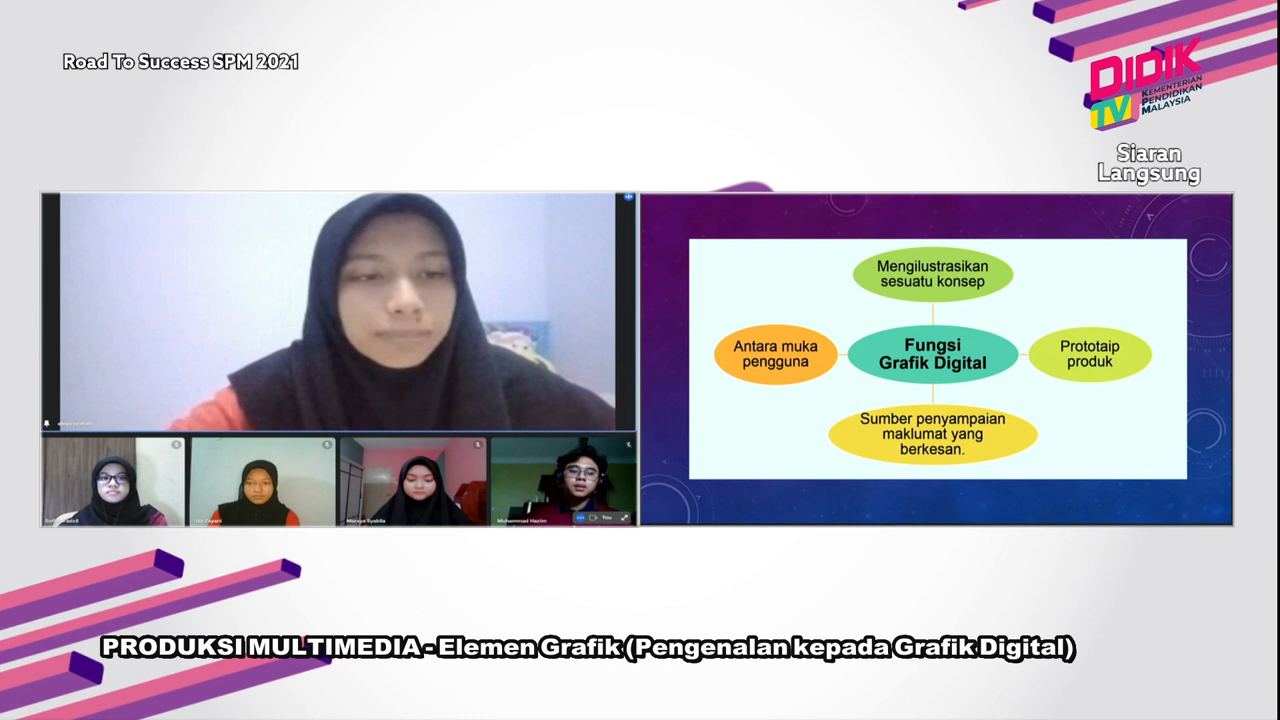 Road To Success SPM 2021
DIDIK
TV
KEMENTERIAN
PENDIDIKAN
MALAYSIA
Siaran
Langsung
Mengilustrasikan
sesuatu konsep
Antara muka
pengguna
Fungsi
Grafik Digital
Prototaip
produk
Sumber penyampaian
maklumat yang
berkesan.
Muhammad Hazim
You
PRODUKSI MULTIMEDIA - Elemen Grafik (Pengenalan kepada Grafik Digital)